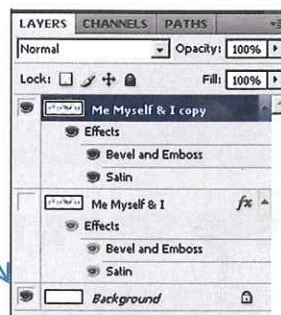 LAYERS CHANNELS PATHS
Normal Opacity: 100%
Lock: Fill: 100%
Me Myself & I copy
Effects
Bevel and Emboss
Satin
Me Myself & I fx
Effects
Bevel and Emboss
Satin
Background